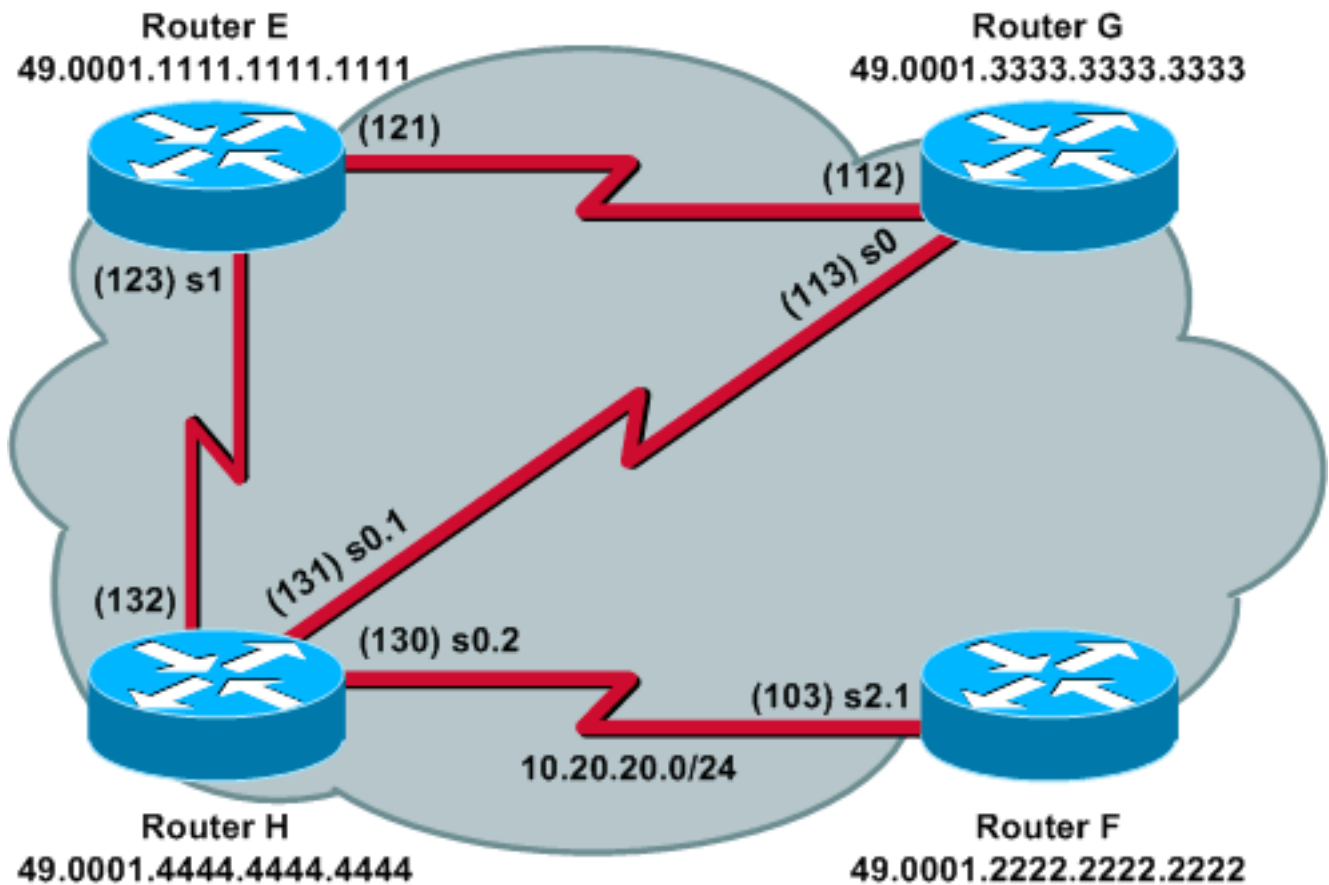 Router E
49.0001.1111.1111.1111
Router G
49.0001.3333.3333.3333
(121)
(112)
(123) s1
(113) s0
(132)
(131) s0.1
(130) s0.2
(103) s2.1
10.20.20.0/24
Router H
49.0001.4444.4444.4444
Router F
49.0001.2222.2222.2222